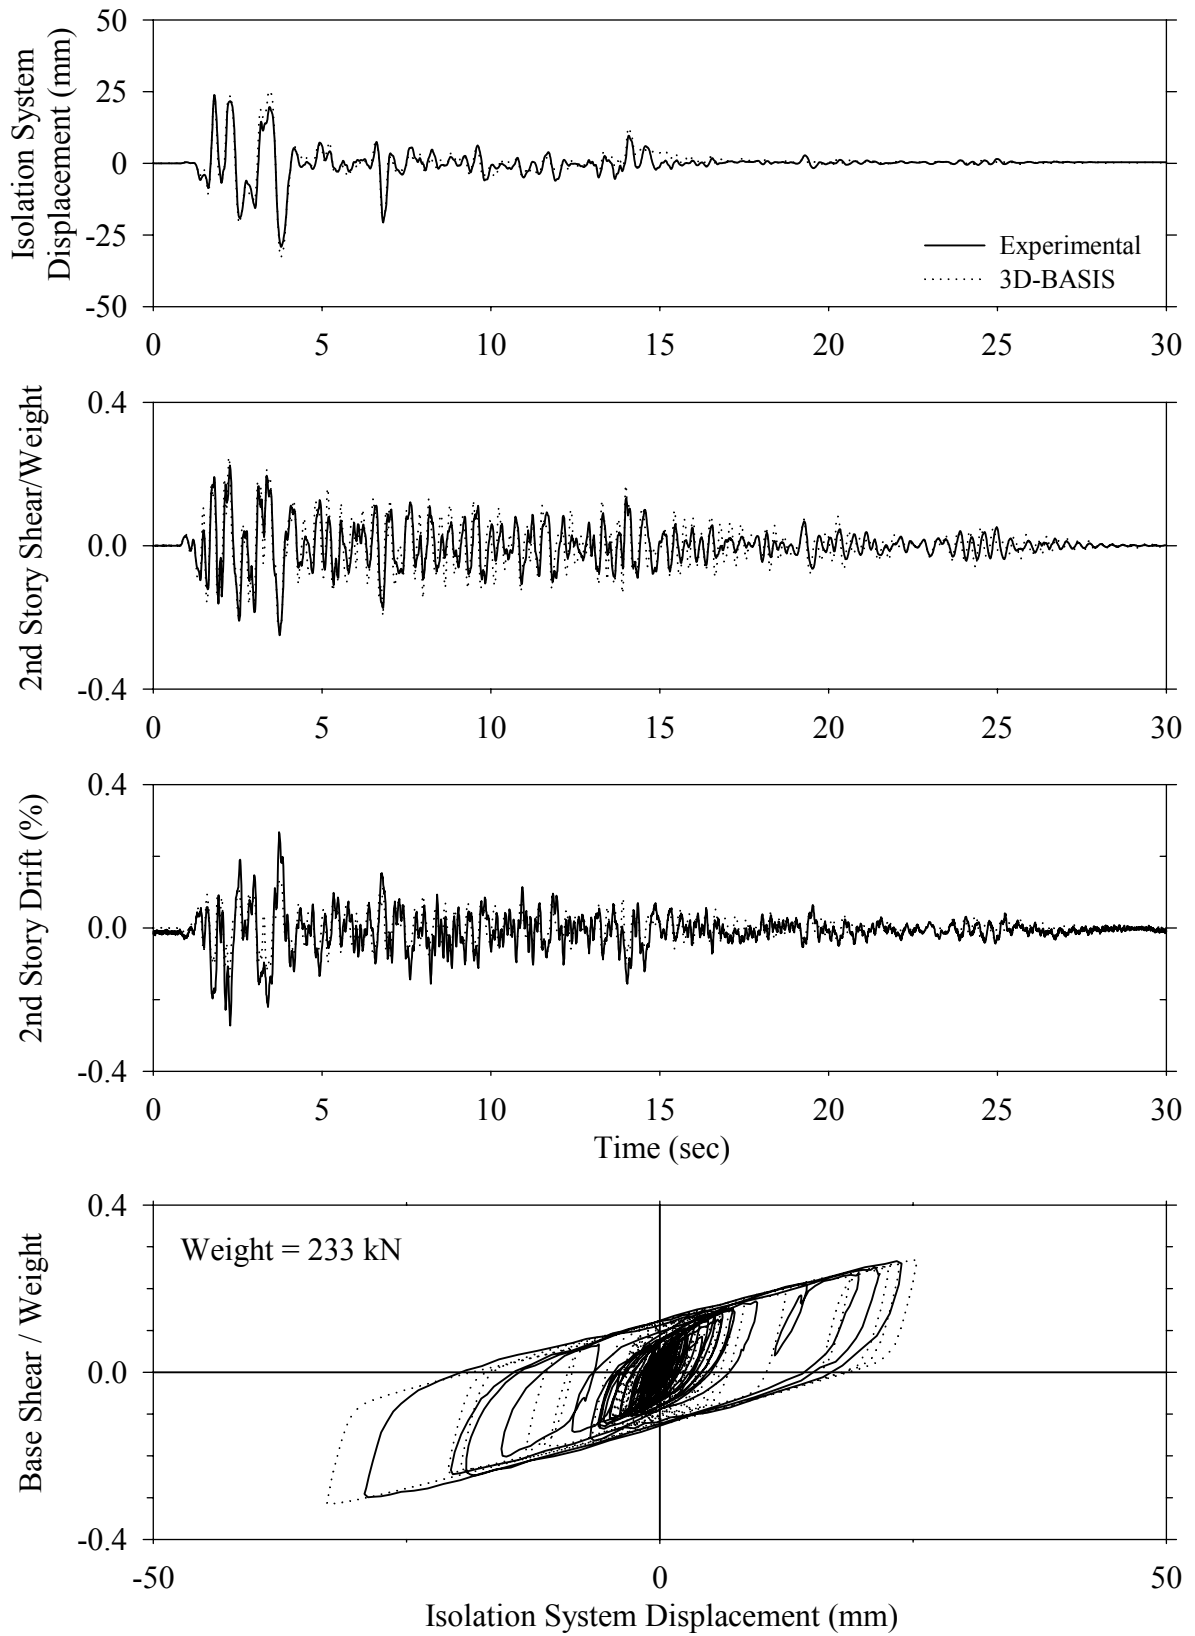 Isolation System
Displacement (mm)
50
25
0
-25
-50
Experimental
3D-BASIS
0 5 10 15 20 25 30
2nd Story Shear/Weight
0.4
0.0
-0.4
0 5 10 15 20 25 30
2nd Story Drift (%)
0.4
0.0
-0.4
0 5 10 15 20 25 30
Time (sec)
Base Shear / Weight
0.4
0.0
-0.4
Weight = 233 kN
-50 0 50
Isolation System Displacement (mm)